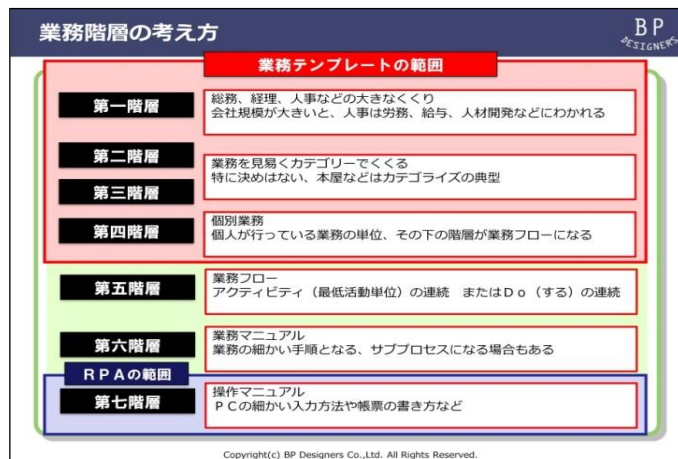 業務階層の考え方
BP
DESIGNERS
業務テンプレートの範囲
第一階層
総務、経理、人事などの大きなくくり
会社規模が大きいと、人事は労務、給与、人材開発などにわかれる
第二階層
第三階層
業務を見易くカテゴリーでくくる
特に決めはない、本屋などはカテゴライズの典型
第四階層
個別業務
個人が行っている業務の単位、その下の階層が業務フローになる
第五階層
業務フロー
アクティビティ（最低活動単位）の連続　またはDo（する）の連続
第六階層
業務マニュアル
業務の細かい手順となる、サブプロセスになる場合もある
RPAの範囲
第七階層
操作マニュアル
PCの細かい入力方法や帳票の書き方など
Copyright(c) BP Designers Co.,Ltd. All Rights Reserved.